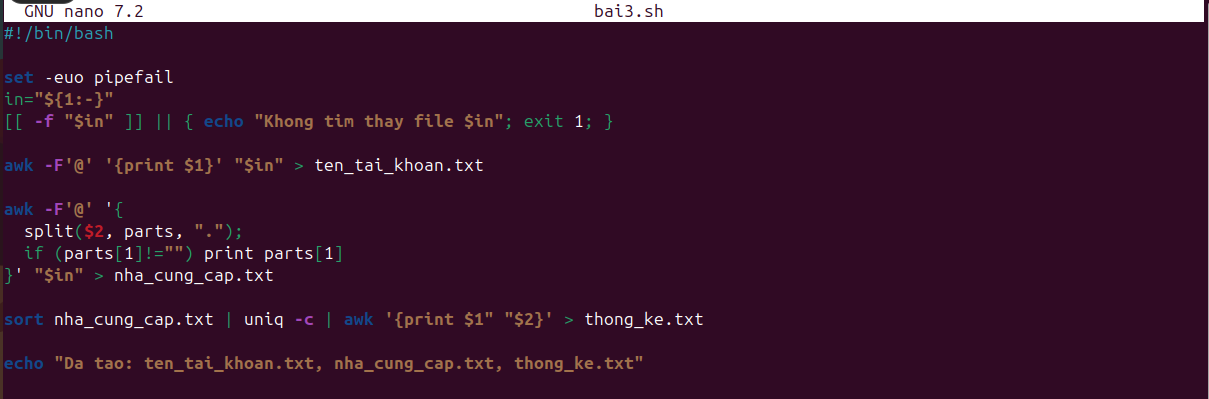 GNU nano 7.2 bai3.sh
#!/bin/bash
set -euo pipefail
in="${1:-}"
[[ -f "$in" ]] || { echo "Khong tim thay file $in"; exit 1; }
awk -F'@' '{print $1}' "$in" > ten_tai_khoan.txt
awk -F'@' '{
split($2, parts, ".");
if (parts[1]!="") print parts[1]
}' "$in" > nha_cung_cap.txt
sort nha_cung_cap.txt | uniq -c | awk '{print $1" "$2}' > thong_ke.txt
echo "Da tao: ten_tai_khoan.txt, nha_cung_cap.txt, thong_ke.txt"